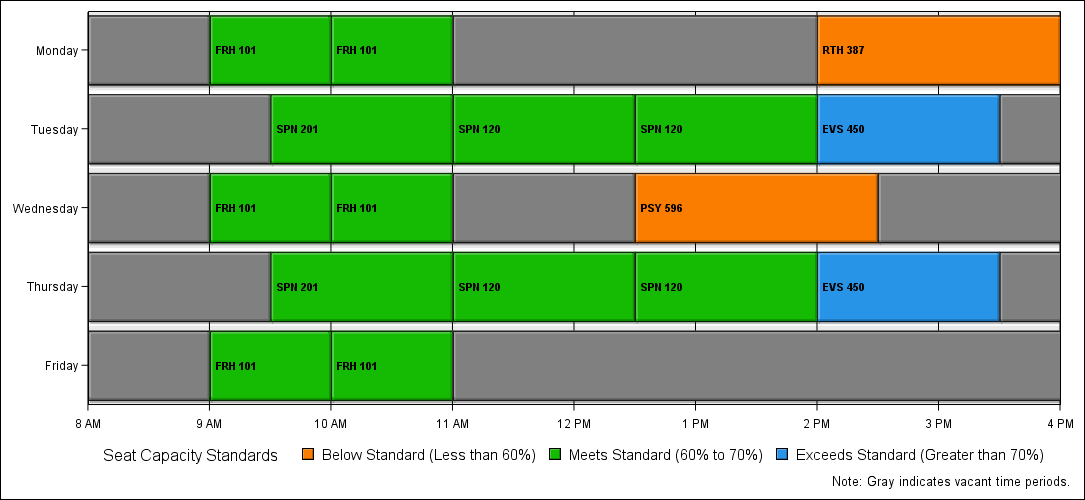 Monday FRH 101 FRH 101 RTH 387
Tuesday SPN 201 SPN 120 SPN 120 EVS 450
Wednesday FRH 101 FRH 101 PSY 596
Thursday SPN 201 SPN 120 SPN 120 EVS 450
Friday FRH 101 FRH 101
8 AM 9 AM 10 AM 11 AM 12 PM 1 PM 2 PM 3 PM 4 PM
Seat Capacity Standards Below Standard (Less than 60%) Meets Standard (60% to 70%) Exceeds Standard (Greater than 70%)
Note: Gray indicates vacant time periods.